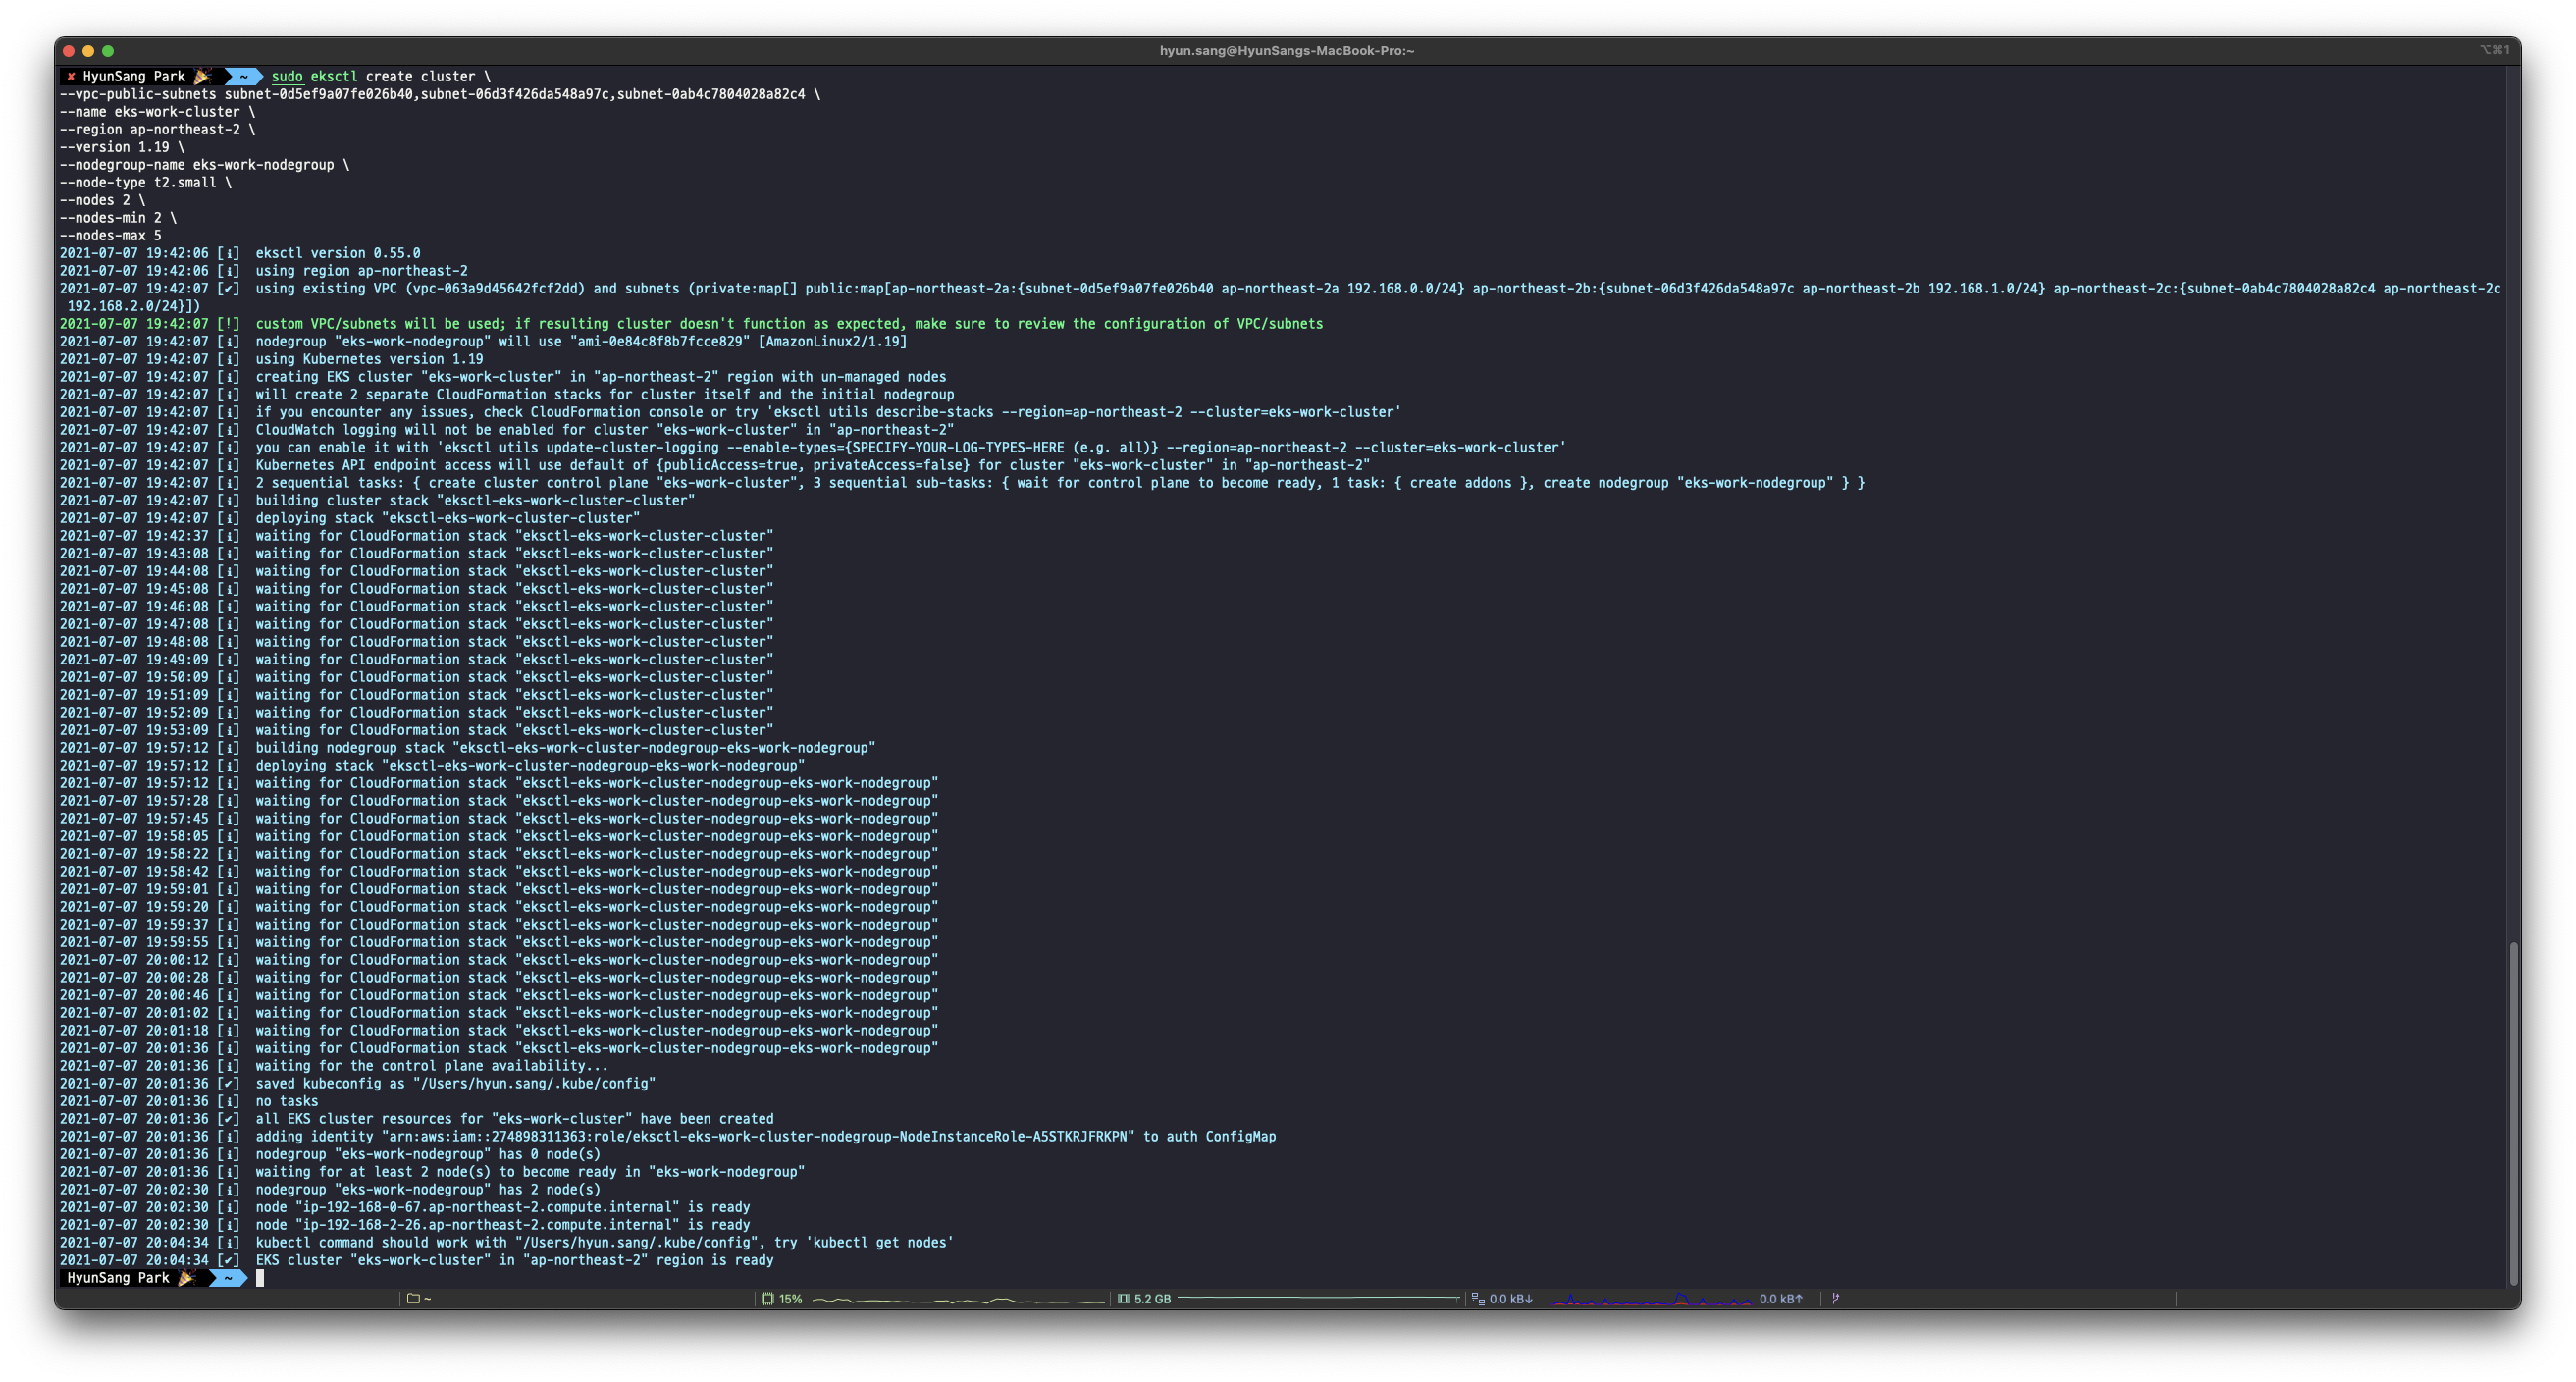 hyun.sang@HyunSangs-MacBook-Pro:~
⌥⌘1
✘ HyunSang Park 🎉 ~ sudo eksctl create cluster \
--vpc-public-subnets subnet-0d5ef9a07fe026b40,subnet-06d3f426da548a97c,subnet-0ab4c7804028a82c4 \
--name eks-work-cluster \
--region ap-northeast-2 \
--version 1.19 \
--nodegroup-name eks-work-nodegroup \
--node-type t2.small \
--nodes 2 \
--nodes-min 2 \
--nodes-max 5
2021-07-07 19:42:06 [ℹ]  eksctl version 0.55.0
2021-07-07 19:42:06 [ℹ]  using region ap-northeast-2
2021-07-07 19:42:07 [✔]  using existing VPC (vpc-063a9d45642fcf2dd) and subnets (private:map[] public:map[ap-northeast-2a:{subnet-0d5ef9a07fe026b40 ap-northeast-2a 192.168.0.0/24} ap-northeast-2b:{subnet-06d3f426da548a97c ap-northeast-2b 192.168.1.0/24} ap-northeast-2c:{subnet-0ab4c7804028a82c4 ap-northeast-2c
 192.168.2.0/24}])
2021-07-07 19:42:07 [!]  custom VPC/subnets will be used; if resulting cluster doesn't function as expected, make sure to review the configuration of VPC/subnets
2021-07-07 19:42:07 [ℹ]  nodegroup "eks-work-nodegroup" will use "ami-0e84c8f8b7fcce829" [AmazonLinux2/1.19]
2021-07-07 19:42:07 [ℹ]  using Kubernetes version 1.19
2021-07-07 19:42:07 [ℹ]  creating EKS cluster "eks-work-cluster" in "ap-northeast-2" region with un-managed nodes
2021-07-07 19:42:07 [ℹ]  will create 2 separate CloudFormation stacks for cluster itself and the initial nodegroup
2021-07-07 19:42:07 [ℹ]  if you encounter any issues, check CloudFormation console or try 'eksctl utils describe-stacks --region=ap-northeast-2 --cluster=eks-work-cluster'
2021-07-07 19:42:07 [ℹ]  CloudWatch logging will not be enabled for cluster "eks-work-cluster" in "ap-northeast-2"
2021-07-07 19:42:07 [ℹ]  you can enable it with 'eksctl utils update-cluster-logging --enable-types={SPECIFY-YOUR-LOG-TYPES-HERE (e.g. all)} --region=ap-northeast-2 --cluster=eks-work-cluster'
2021-07-07 19:42:07 [ℹ]  Kubernetes API endpoint access will use default of {publicAccess=true, privateAccess=false} for cluster "eks-work-cluster" in "ap-northeast-2"
2021-07-07 19:42:07 [ℹ]  2 sequential tasks: { create cluster control plane "eks-work-cluster", 3 sequential sub-tasks: { wait for control plane to become ready, 1 task: { create addons }, create nodegroup "eks-work-nodegroup" } }
2021-07-07 19:42:07 [ℹ]  building cluster stack "eksctl-eks-work-cluster-cluster"
2021-07-07 19:42:07 [ℹ]  deploying stack "eksctl-eks-work-cluster-cluster"
2021-07-07 19:42:37 [ℹ]  waiting for CloudFormation stack "eksctl-eks-work-cluster-cluster"
2021-07-07 19:43:08 [ℹ]  waiting for CloudFormation stack "eksctl-eks-work-cluster-cluster"
2021-07-07 19:44:08 [ℹ]  waiting for CloudFormation stack "eksctl-eks-work-cluster-cluster"
2021-07-07 19:45:08 [ℹ]  waiting for CloudFormation stack "eksctl-eks-work-cluster-cluster"
2021-07-07 19:46:08 [ℹ]  waiting for CloudFormation stack "eksctl-eks-work-cluster-cluster"
2021-07-07 19:47:08 [ℹ]  waiting for CloudFormation stack "eksctl-eks-work-cluster-cluster"
2021-07-07 19:48:08 [ℹ]  waiting for CloudFormation stack "eksctl-eks-work-cluster-cluster"
2021-07-07 19:49:09 [ℹ]  waiting for CloudFormation stack "eksctl-eks-work-cluster-cluster"
2021-07-07 19:50:09 [ℹ]  waiting for CloudFormation stack "eksctl-eks-work-cluster-cluster"
2021-07-07 19:51:09 [ℹ]  waiting for CloudFormation stack "eksctl-eks-work-cluster-cluster"
2021-07-07 19:52:09 [ℹ]  waiting for CloudFormation stack "eksctl-eks-work-cluster-cluster"
2021-07-07 19:53:09 [ℹ]  waiting for CloudFormation stack "eksctl-eks-work-cluster-cluster"
2021-07-07 19:57:12 [ℹ]  building nodegroup stack "eksctl-eks-work-cluster-nodegroup-eks-work-nodegroup"
2021-07-07 19:57:12 [ℹ]  deploying stack "eksctl-eks-work-cluster-nodegroup-eks-work-nodegroup"
2021-07-07 19:57:12 [ℹ]  waiting for CloudFormation stack "eksctl-eks-work-cluster-nodegroup-eks-work-nodegroup"
2021-07-07 19:57:28 [ℹ]  waiting for CloudFormation stack "eksctl-eks-work-cluster-nodegroup-eks-work-nodegroup"
2021-07-07 19:57:45 [ℹ]  waiting for CloudFormation stack "eksctl-eks-work-cluster-nodegroup-eks-work-nodegroup"
2021-07-07 19:58:05 [ℹ]  waiting for CloudFormation stack "eksctl-eks-work-cluster-nodegroup-eks-work-nodegroup"
2021-07-07 19:58:22 [ℹ]  waiting for CloudFormation stack "eksctl-eks-work-cluster-nodegroup-eks-work-nodegroup"
2021-07-07 19:58:42 [ℹ]  waiting for CloudFormation stack "eksctl-eks-work-cluster-nodegroup-eks-work-nodegroup"
2021-07-07 19:59:01 [ℹ]  waiting for CloudFormation stack "eksctl-eks-work-cluster-nodegroup-eks-work-nodegroup"
2021-07-07 19:59:20 [ℹ]  waiting for CloudFormation stack "eksctl-eks-work-cluster-nodegroup-eks-work-nodegroup"
2021-07-07 19:59:37 [ℹ]  waiting for CloudFormation stack "eksctl-eks-work-cluster-nodegroup-eks-work-nodegroup"
2021-07-07 19:59:55 [ℹ]  waiting for CloudFormation stack "eksctl-eks-work-cluster-nodegroup-eks-work-nodegroup"
2021-07-07 20:00:12 [ℹ]  waiting for CloudFormation stack "eksctl-eks-work-cluster-nodegroup-eks-work-nodegroup"
2021-07-07 20:00:28 [ℹ]  waiting for CloudFormation stack "eksctl-eks-work-cluster-nodegroup-eks-work-nodegroup"
2021-07-07 20:00:46 [ℹ]  waiting for CloudFormation stack "eksctl-eks-work-cluster-nodegroup-eks-work-nodegroup"
2021-07-07 20:01:02 [ℹ]  waiting for CloudFormation stack "eksctl-eks-work-cluster-nodegroup-eks-work-nodegroup"
2021-07-07 20:01:18 [ℹ]  waiting for CloudFormation stack "eksctl-eks-work-cluster-nodegroup-eks-work-nodegroup"
2021-07-07 20:01:36 [ℹ]  waiting for CloudFormation stack "eksctl-eks-work-cluster-nodegroup-eks-work-nodegroup"
2021-07-07 20:01:36 [ℹ]  waiting for the control plane availability...
2021-07-07 20:01:36 [✔]  saved kubeconfig as "/Users/hyun.sang/.kube/config"
2021-07-07 20:01:36 [ℹ]  no tasks
2021-07-07 20:01:36 [✔]  all EKS cluster resources for "eks-work-cluster" have been created
2021-07-07 20:01:36 [ℹ]  adding identity "arn:aws:iam::274898311363:role/eksctl-eks-work-cluster-nodegroup-NodeInstanceRole-A5STKRJFRKPN" to auth ConfigMap
2021-07-07 20:01:36 [ℹ]  nodegroup "eks-work-nodegroup" has 0 node(s)
2021-07-07 20:01:36 [ℹ]  waiting for at least 2 node(s) to become ready in "eks-work-nodegroup"
2021-07-07 20:02:30 [ℹ]  nodegroup "eks-work-nodegroup" has 2 node(s)
2021-07-07 20:02:30 [ℹ]  node "ip-192-168-0-67.ap-northeast-2.compute.internal" is ready
2021-07-07 20:02:30 [ℹ]  node "ip-192-168-2-26.ap-northeast-2.compute.internal" is ready
2021-07-07 20:04:34 [ℹ]  kubectl command should work with "/Users/hyun.sang/.kube/config", try 'kubectl get nodes'
2021-07-07 20:04:34 [✔]  EKS cluster "eks-work-cluster" in "ap-northeast-2" region is ready
HyunSang Park 🎉 ~
~ 15% 5.2 GB 0.0 kB↓ 0.0 kB↑